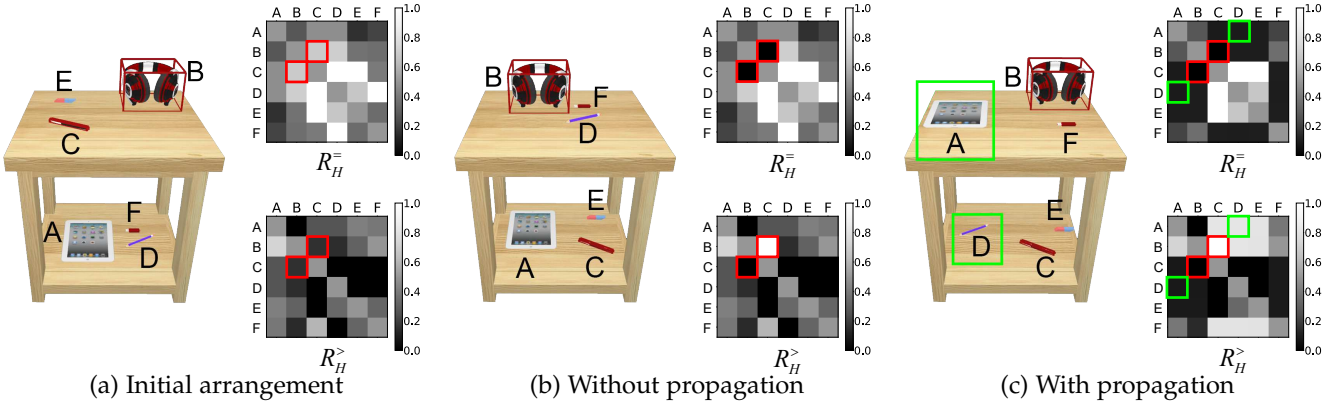 A B C D E F
A
B
C
D
E
F
1.0
0.8
0.6
0.4
0.2
0.0
R_H^=
A B C D E F
A
B
C
D
E
F
1.0
0.8
0.6
0.4
0.2
0.0
R_H^>
E
B
C
A
F
D
(a) Initial arrangement
A B C D E F
A
B
C
D
E
F
1.0
0.8
0.6
0.4
0.2
0.0
R_H^=
A B C D E F
A
B
C
D
E
F
1.0
0.8
0.6
0.4
0.2
0.0
R_H^>
B
F
D
E
A
C
(b) Without propagation
A B C D E F
A
B
C
D
E
F
1.0
0.8
0.6
0.4
0.2
0.0
R_H^=
A B C D E F
A
B
C
D
E
F
1.0
0.8
0.6
0.4
0.2
0.0
R_H^>
B
A
F
E
D
C
(c) With propagation